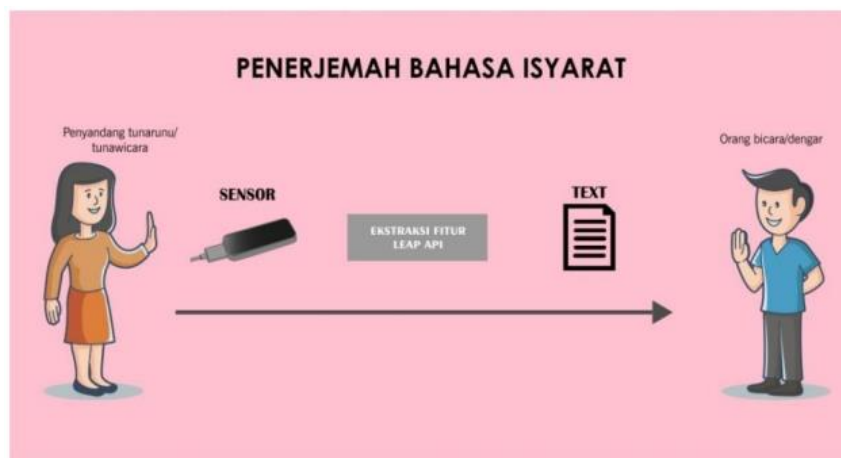 PENERJEMAH BAHASA ISYARAT
Penyandang tunarunu/
tunawicara
Orang bicara/dengar
SENSOR
EKSTRAKSI FITUR
LEAP API
TEXT